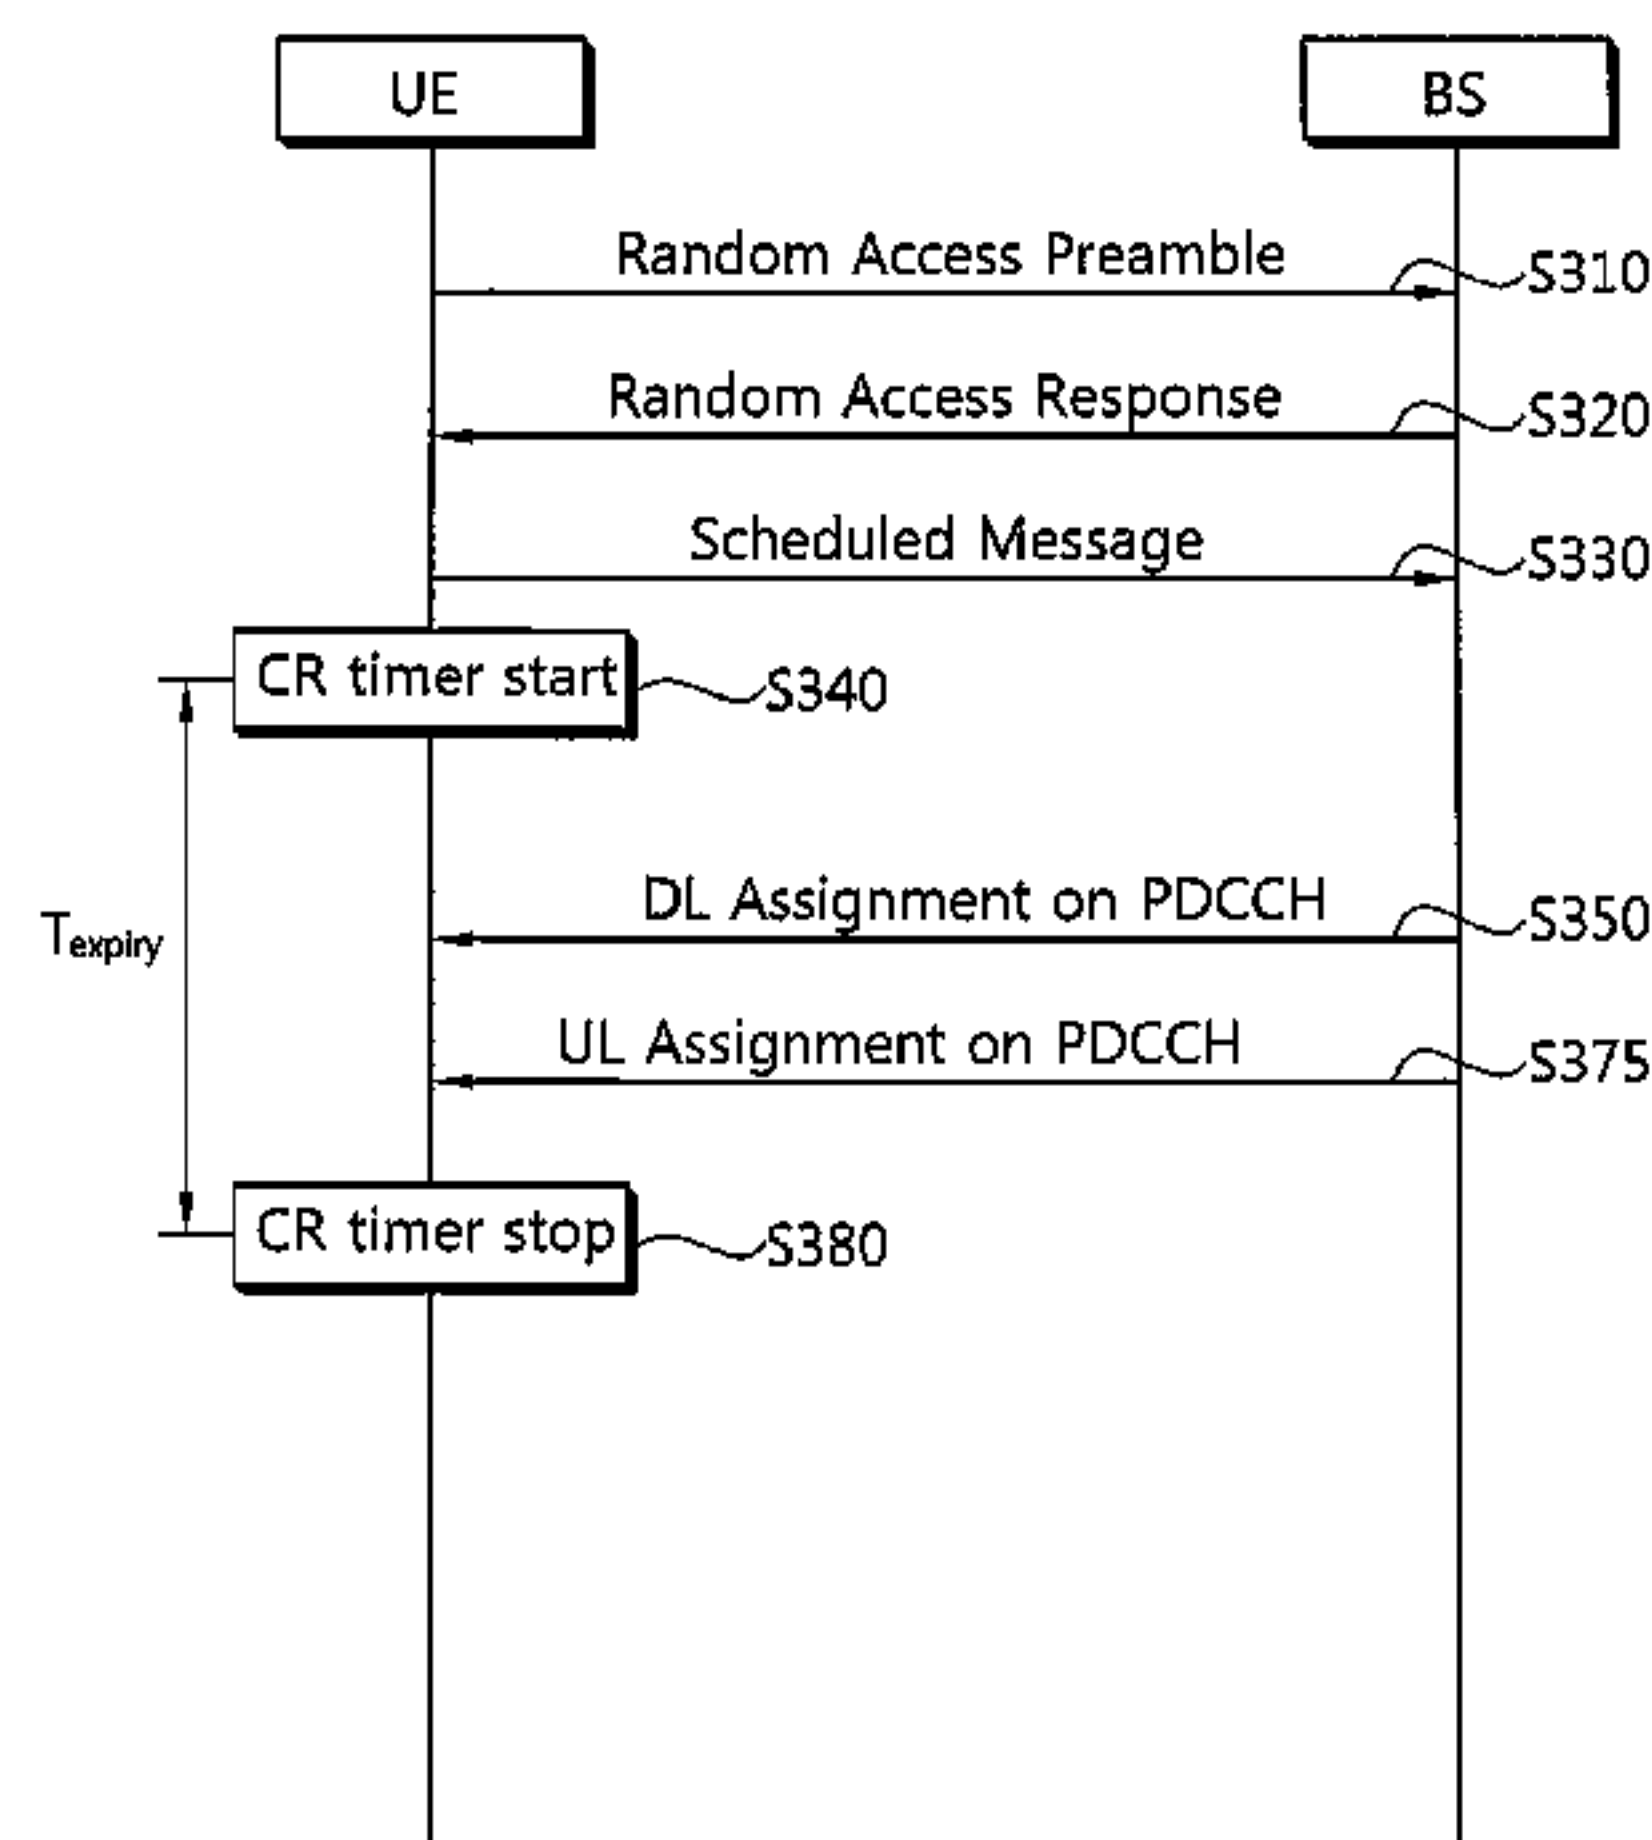 UE
BS
Random Access Preamble
S310
Random Access Response
S320
Scheduled Message
S330
CR timer start
S340
DL Assignment on PDCCH
S350
Texpiry
UL Assignment on PDCCH
S375
CR timer stop
S380